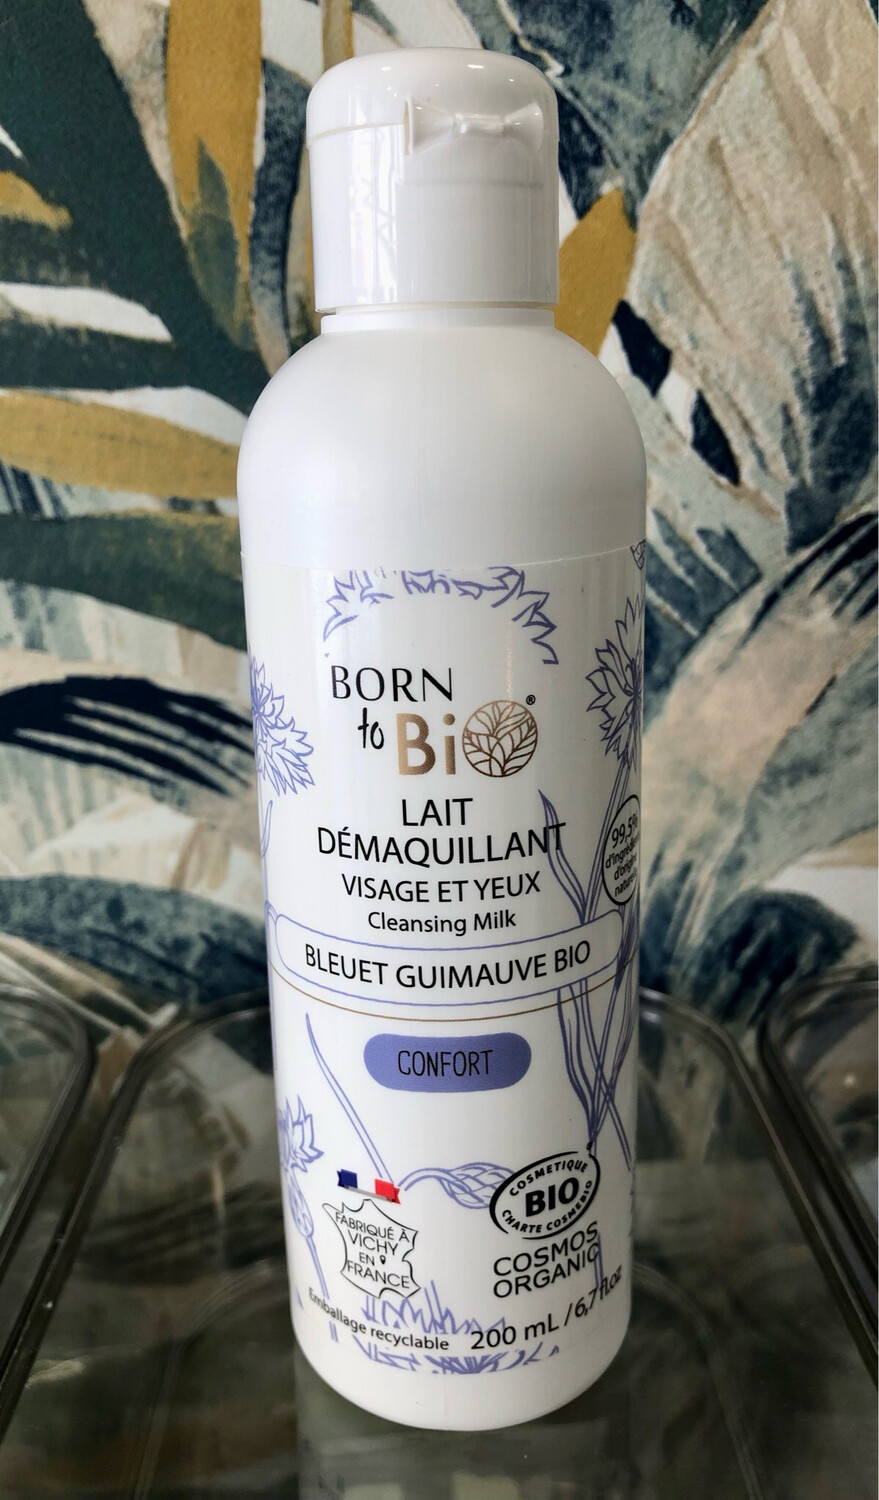 BORN
to BiO®
LAIT
DÉMAQUILLANT
VISAGE ET YEUX
Cleansing Milk
BLEUET GUIMAUVE BIO
CONFORT
99,5%
d'origine
FABRIQUÉ À
VICHY
EN
FRANCE
Emballage recyclable
COSMETIQUE
BIO
CHARTE COSMEBIO
COSMOS
ORGANIC
200 mL / 6,7 fl.oz